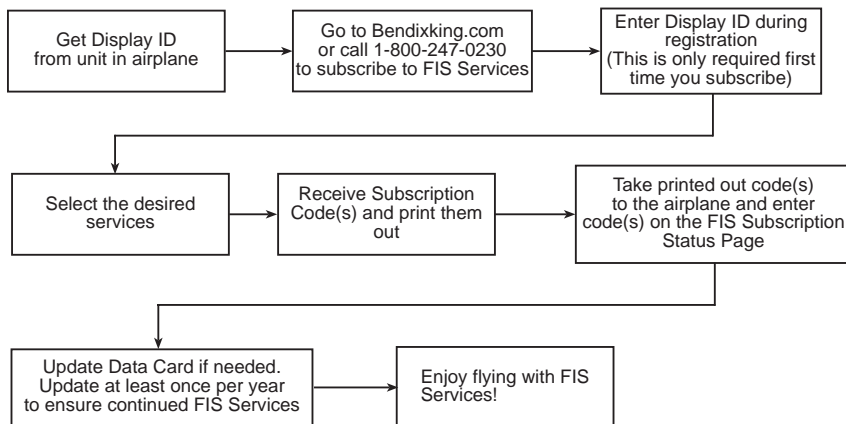 Get Display ID
from unit in airplane
Go to Bendixking.com
or call 1-800-247-0230
to subscribe to FIS Services
Enter Display ID during
registration
(This is only required first
time you subscribe)
Select the desired
services
Receive Subscription
Code(s) and print them
out
Take printed out code(s)
to the airplane and enter
code(s) on the FIS Subscription
Status Page
Update Data Card if needed.
Update at least once per year
to ensure continued FIS Services
Enjoy flying with FIS
Services!